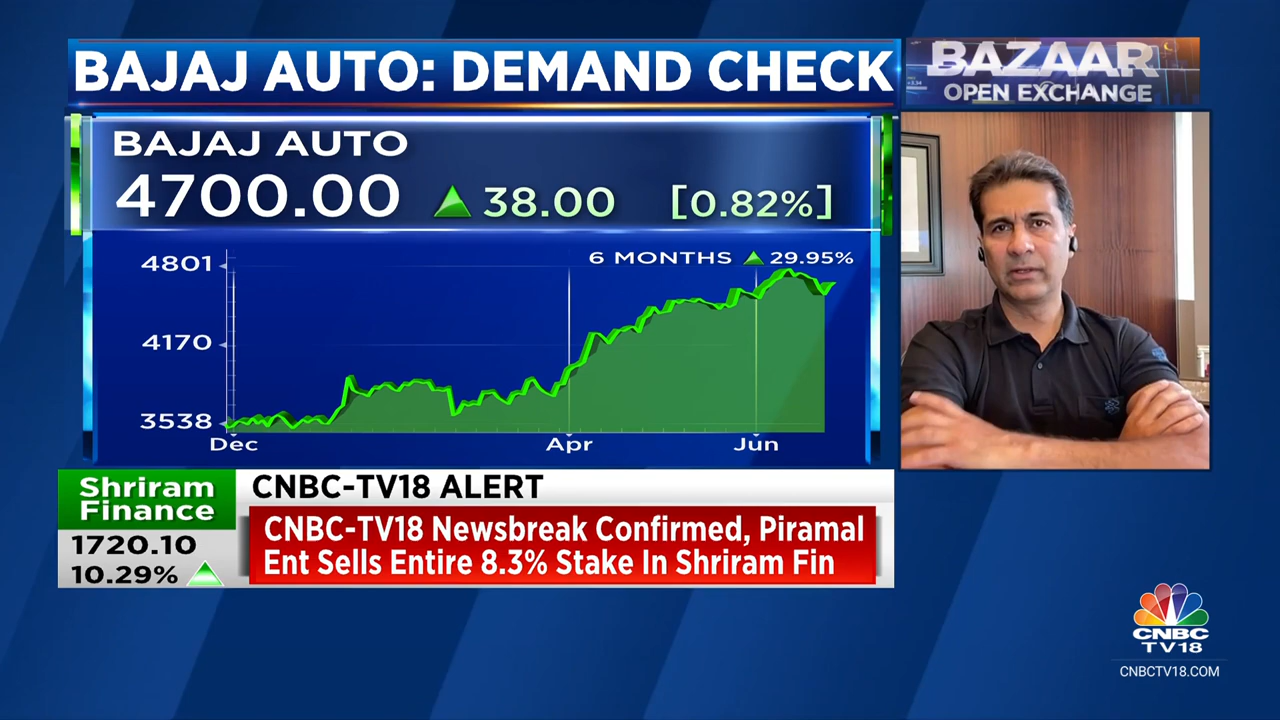 BAJAJ AUTO: DEMAND CHECK
BAZAAR
OPEN EXCHANGE
BAJAJ AUTO
4700.00 ▲ 38.00 [0.82%]
6 MONTHS ▲ 29.95%
4801
4170
3538
Dec Apr Jun
Shriram
Finance
1720.10
10.29% ▲
CNBC-TV18 ALERT
CNBC-TV18 Newsbreak Confirmed, Piramal
Ent Sells Entire 8.3% Stake In Shriram Fin
CNBC
TV18
CNBCTV18.COM